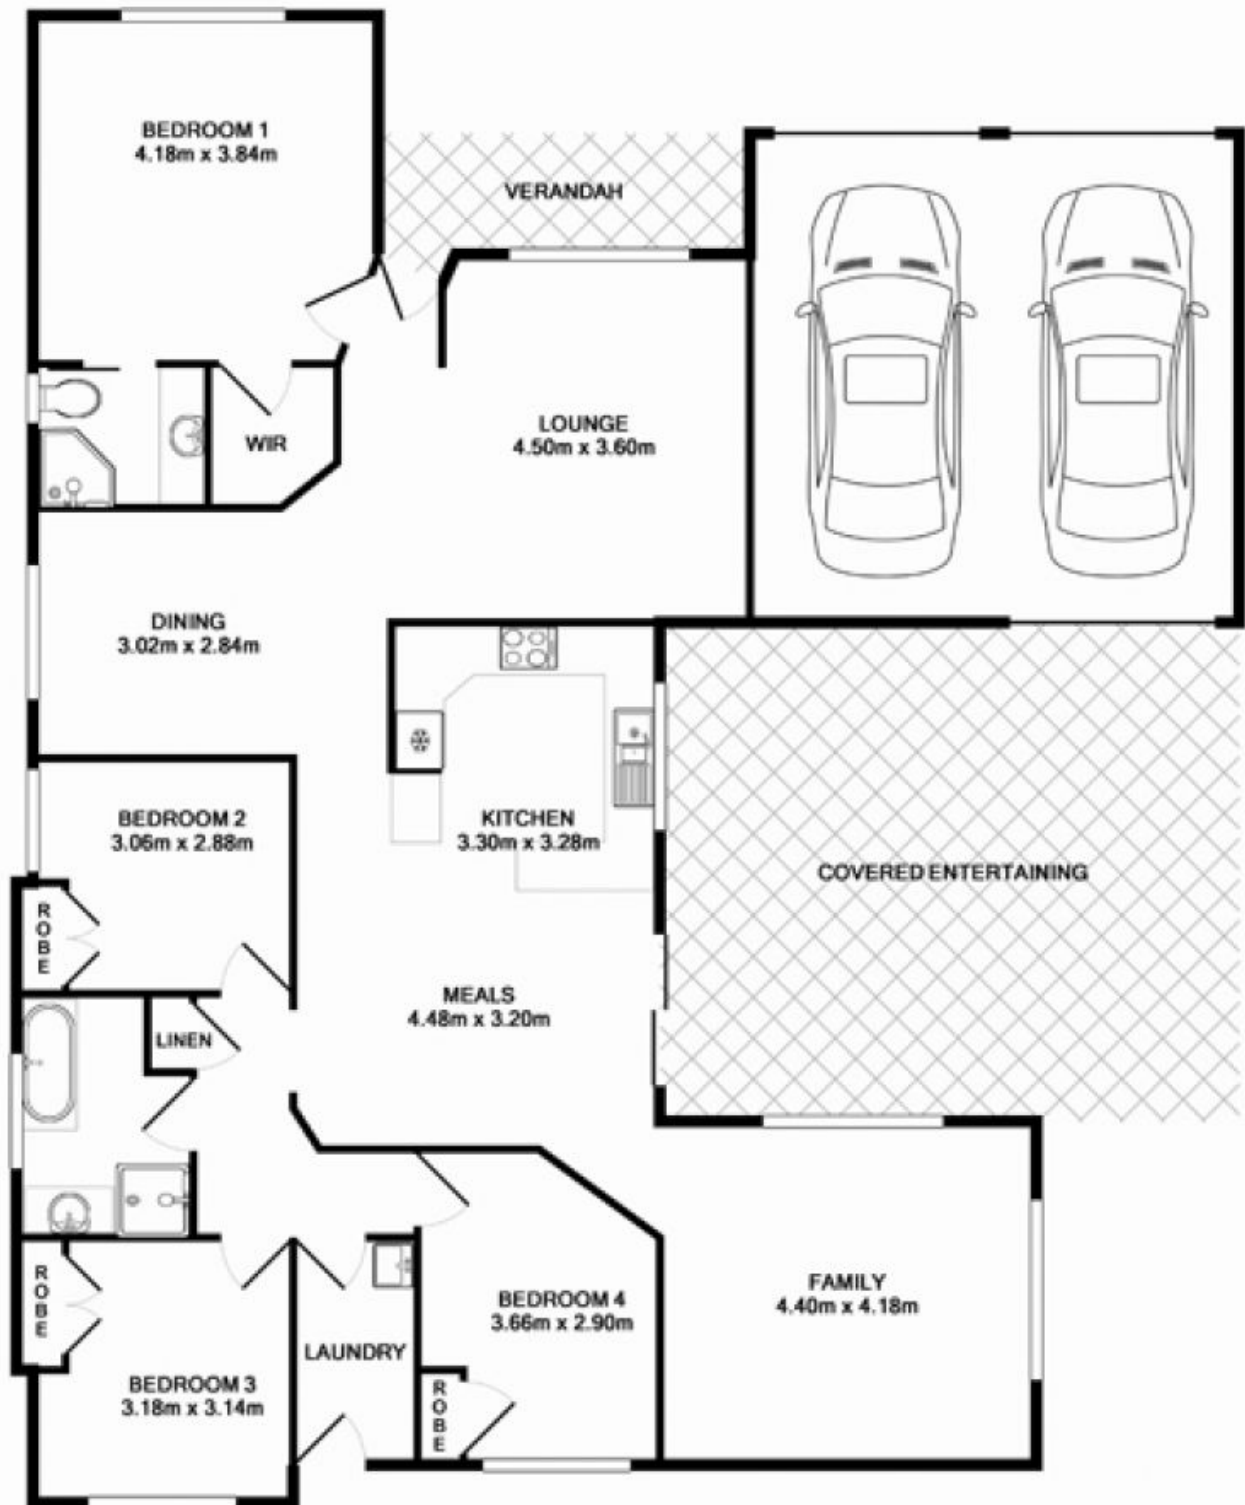 BEDROOM 1
4.18m x 3.84m
VERANDAH
LOUNGE
4.50m x 3.60m
WIR
DINING
3.02m x 2.84m
BEDROOM 2
3.06m x 2.88m
KITCHEN
3.30m x 3.28m
COVERED ENTERTAINING
ROBE
MEALS
4.48m x 3.20m
LINEN
ROBE
FAMILY
4.40m x 4.18m
BEDROOM 4
3.66m x 2.90m
LAUNDRY
BEDROOM 3
3.18m x 3.14m
ROBE